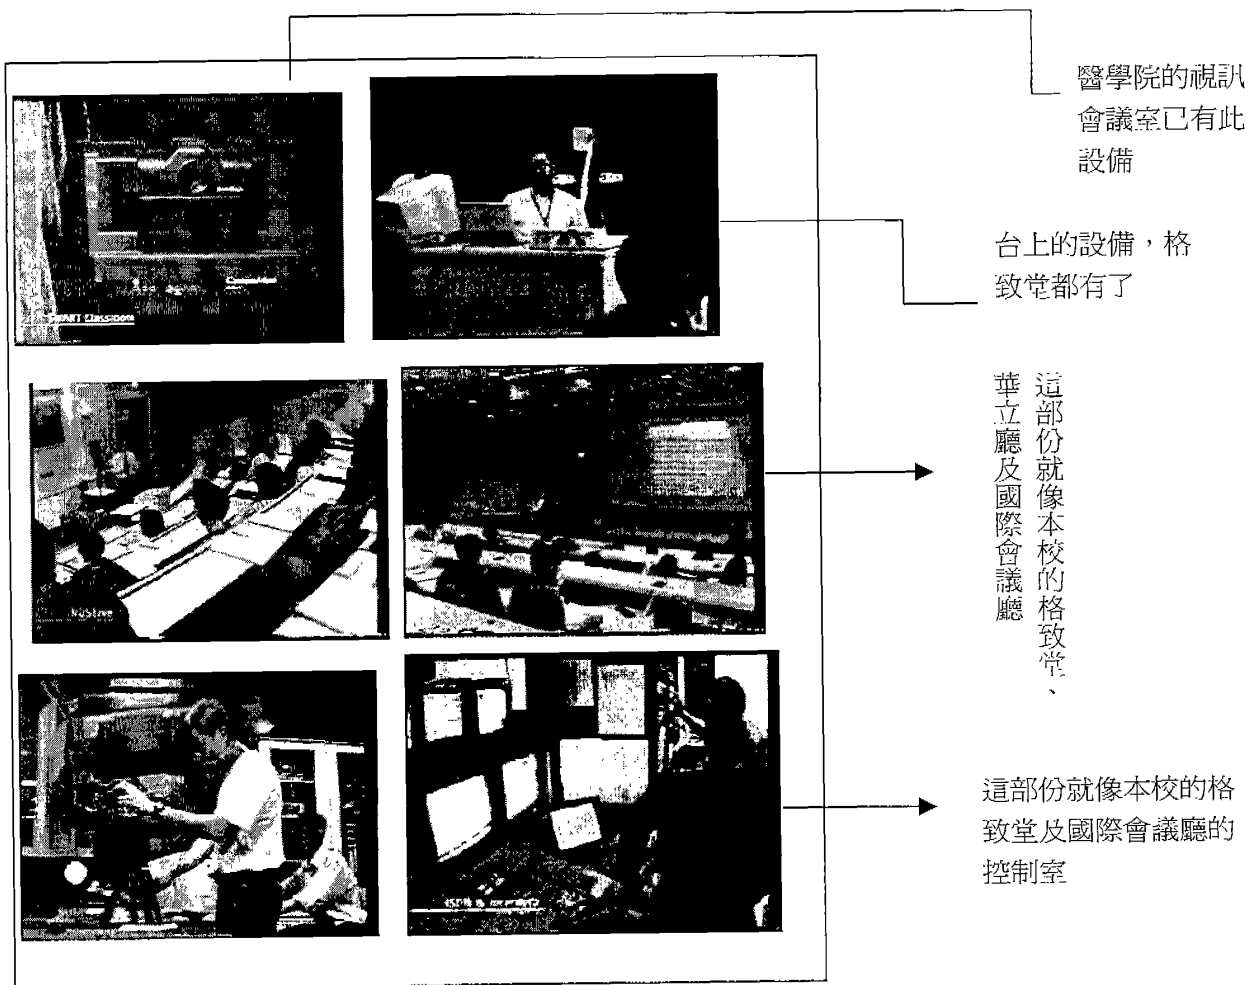 醫學院的視訊
會議室已有此
設備
台上的設備，格
致堂都有了
這部份就像本校的格致堂、
華立廳及國際會議廳
這部份就像本校的格
致堂及國際會議廳的
控制室
SMART Classroom